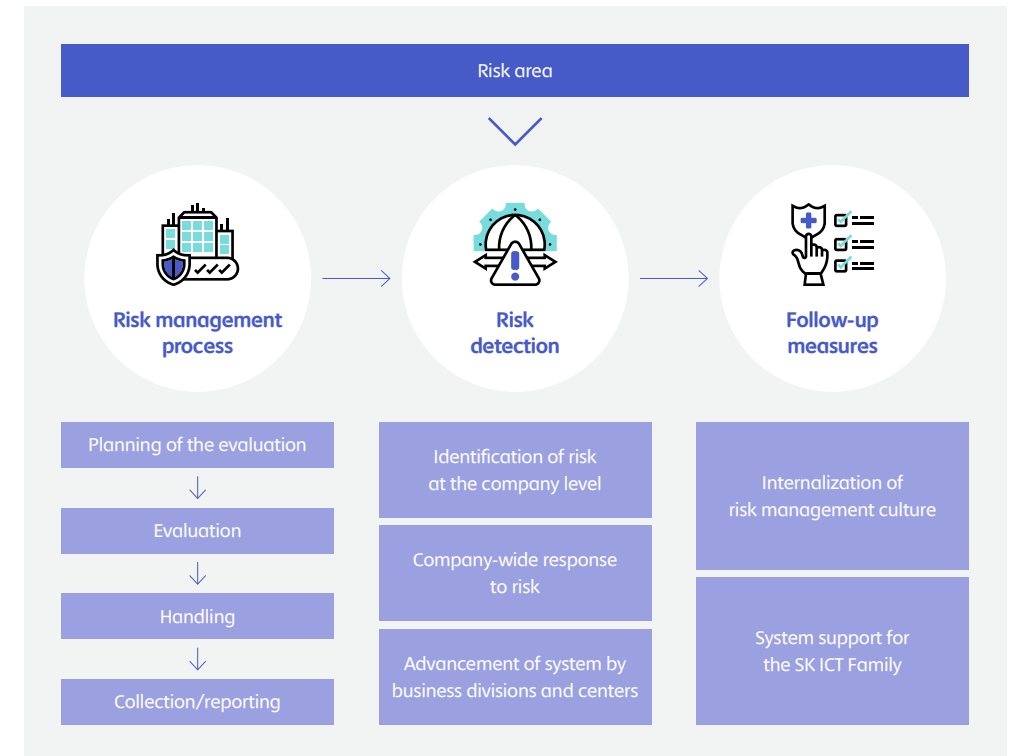 Risk area
Risk management
process
Risk
detection
Follow-up
measures
Planning of the evaluation
Evaluation
Handling
Collection/reporting
Identification of risk
at the company level
Company-wide response
to risk
Advancement of system by
business divisions and centers
Internalization of
risk management culture
System support for
the SK ICT Family